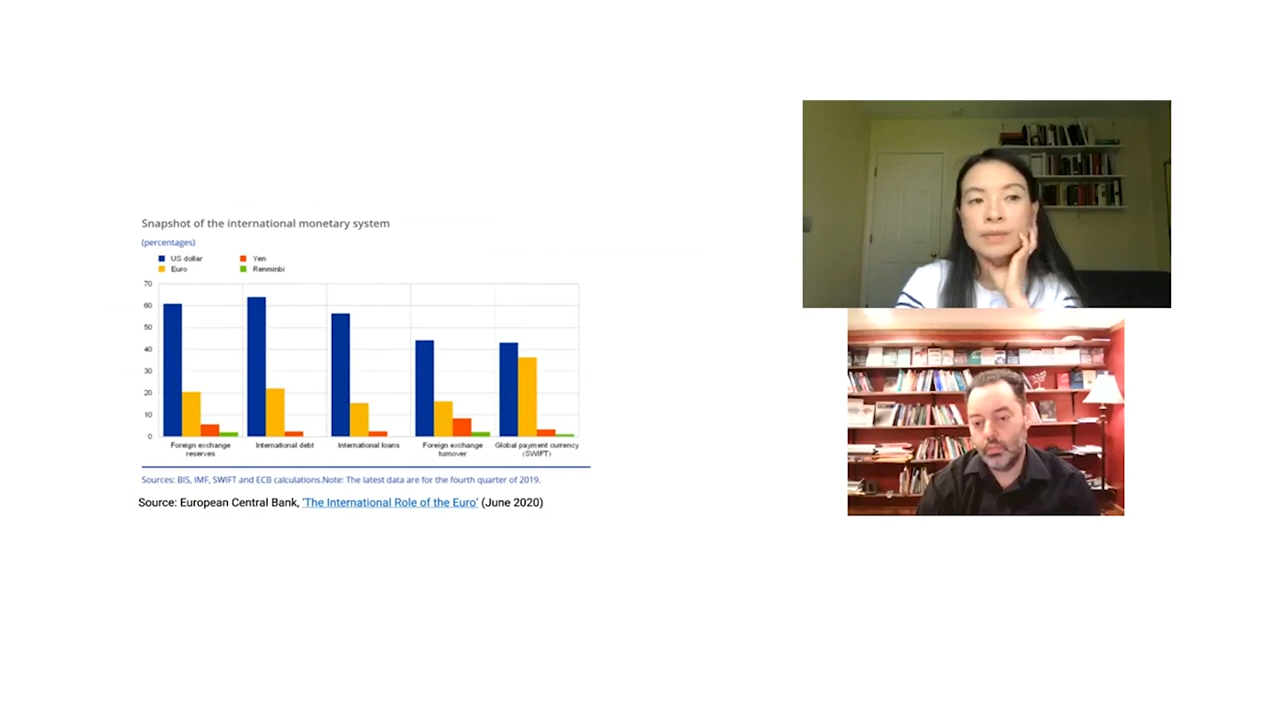 Snapshot of the international monetary system
(percentages)
US dollar
Yen
Euro
Renminbi
70
60
50
40
30
20
10
0
Foreign exchange
reserves
International debt
International loans
Foreign exchange
turnover
Global payment currency
(SWIFT)
Sources: BIS, IMF, SWIFT and ECB calculations.Note: The latest data are for the fourth quarter of 2019.
Source: European Central Bank, 'The International Role of the Euro' (June 2020)